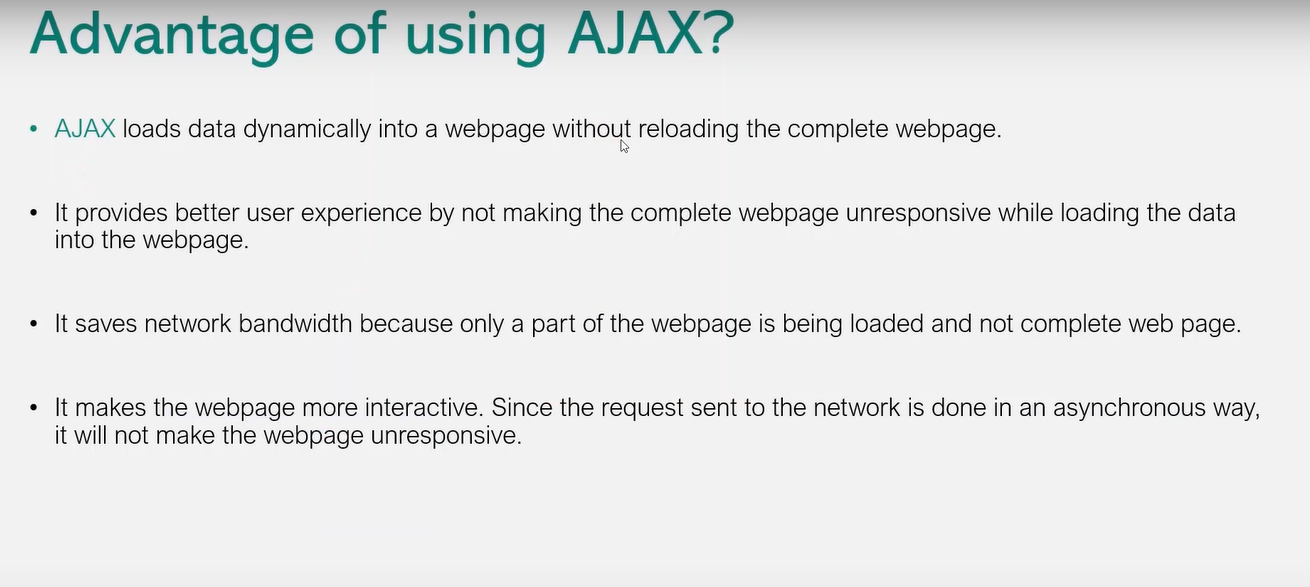 Advantage of using AJAX?
• AJAX loads data dynamically into a webpage without reloading the complete webpage.
• It provides better user experience by not making the complete webpage unresponsive while loading the data
into the webpage.
• It saves network bandwidth because only a part of the webpage is being loaded and not complete web page.
• It makes the webpage more interactive. Since the request sent to the network is done in an asynchronous way,
it will not make the webpage unresponsive.